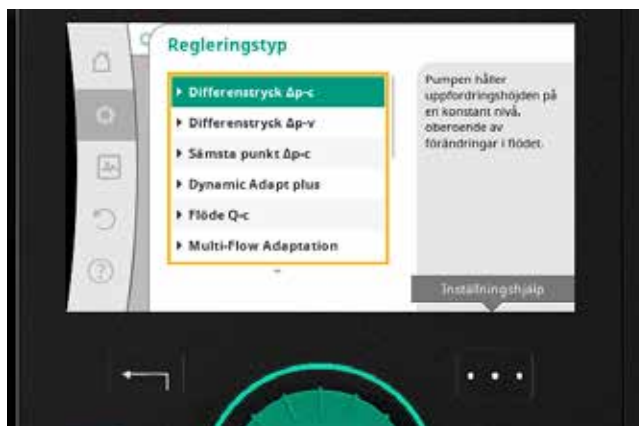 Regleringstyp
Differenstryck Δp-c
Differenstryck Δp-v
Sämsta punkt Δp-c
Dynamic Adapt plus
Flöde Q-c
Multi-Flow Adaptation
Pumpen håller
uppfordringshöjden på
en konstant nivå,
oberoende av
förändringar i flödet.
Inställningshjälp